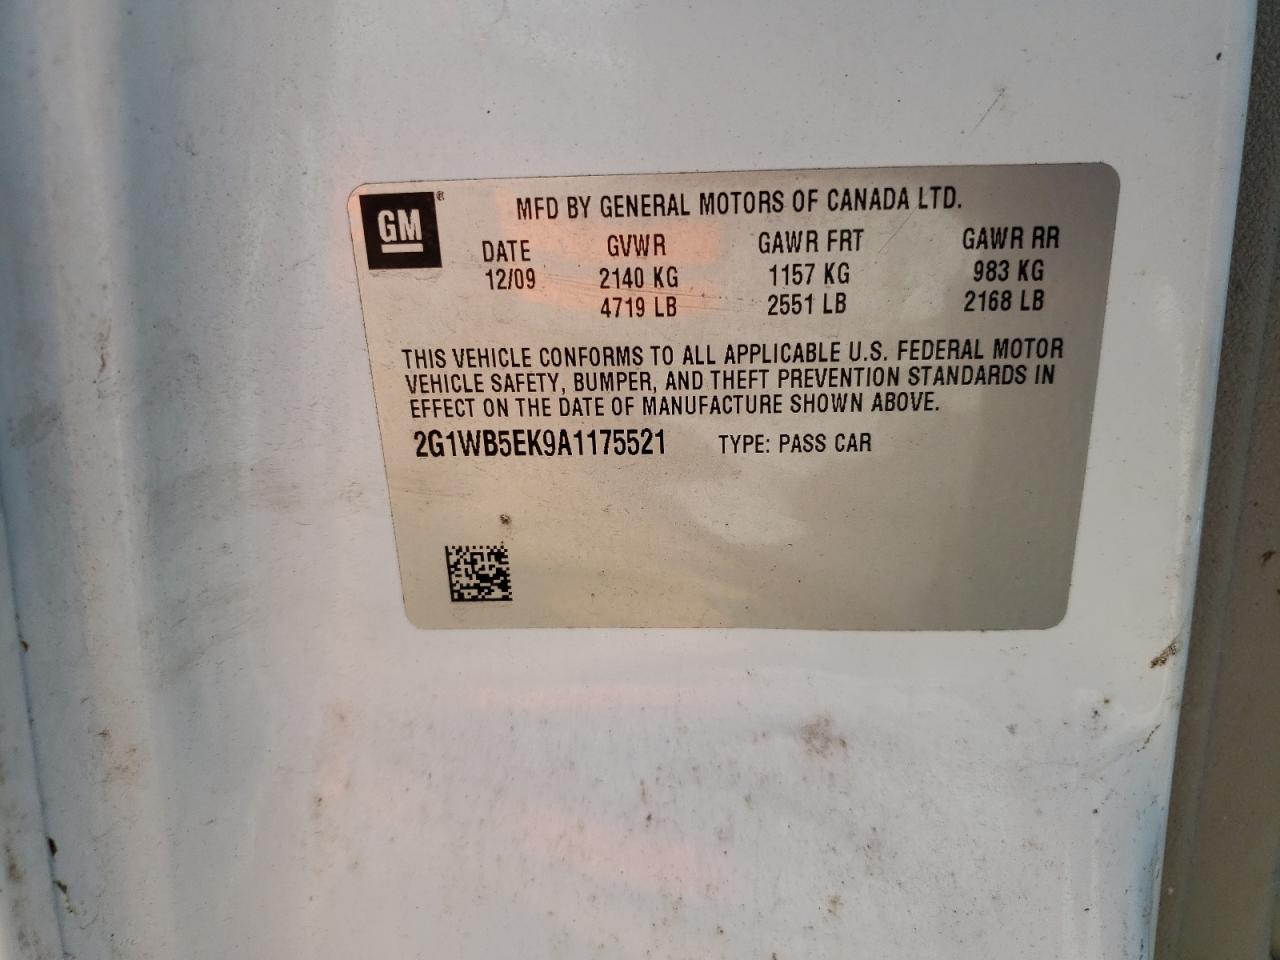 GM®
MFD BY GENERAL MOTORS OF CANADA LTD.
DATE GVWR GAWR FRT GAWR RR
12/09 2140 KG 1157 KG 983 KG
4719 LB 2551 LB 2168 LB
THIS VEHICLE CONFORMS TO ALL APPLICABLE U.S. FEDERAL MOTOR
VEHICLE SAFETY, BUMPER, AND THEFT PREVENTION STANDARDS IN
EFFECT ON THE DATE OF MANUFACTURE SHOWN ABOVE.
2G1WB5EK9A1175521 TYPE: PASS CAR